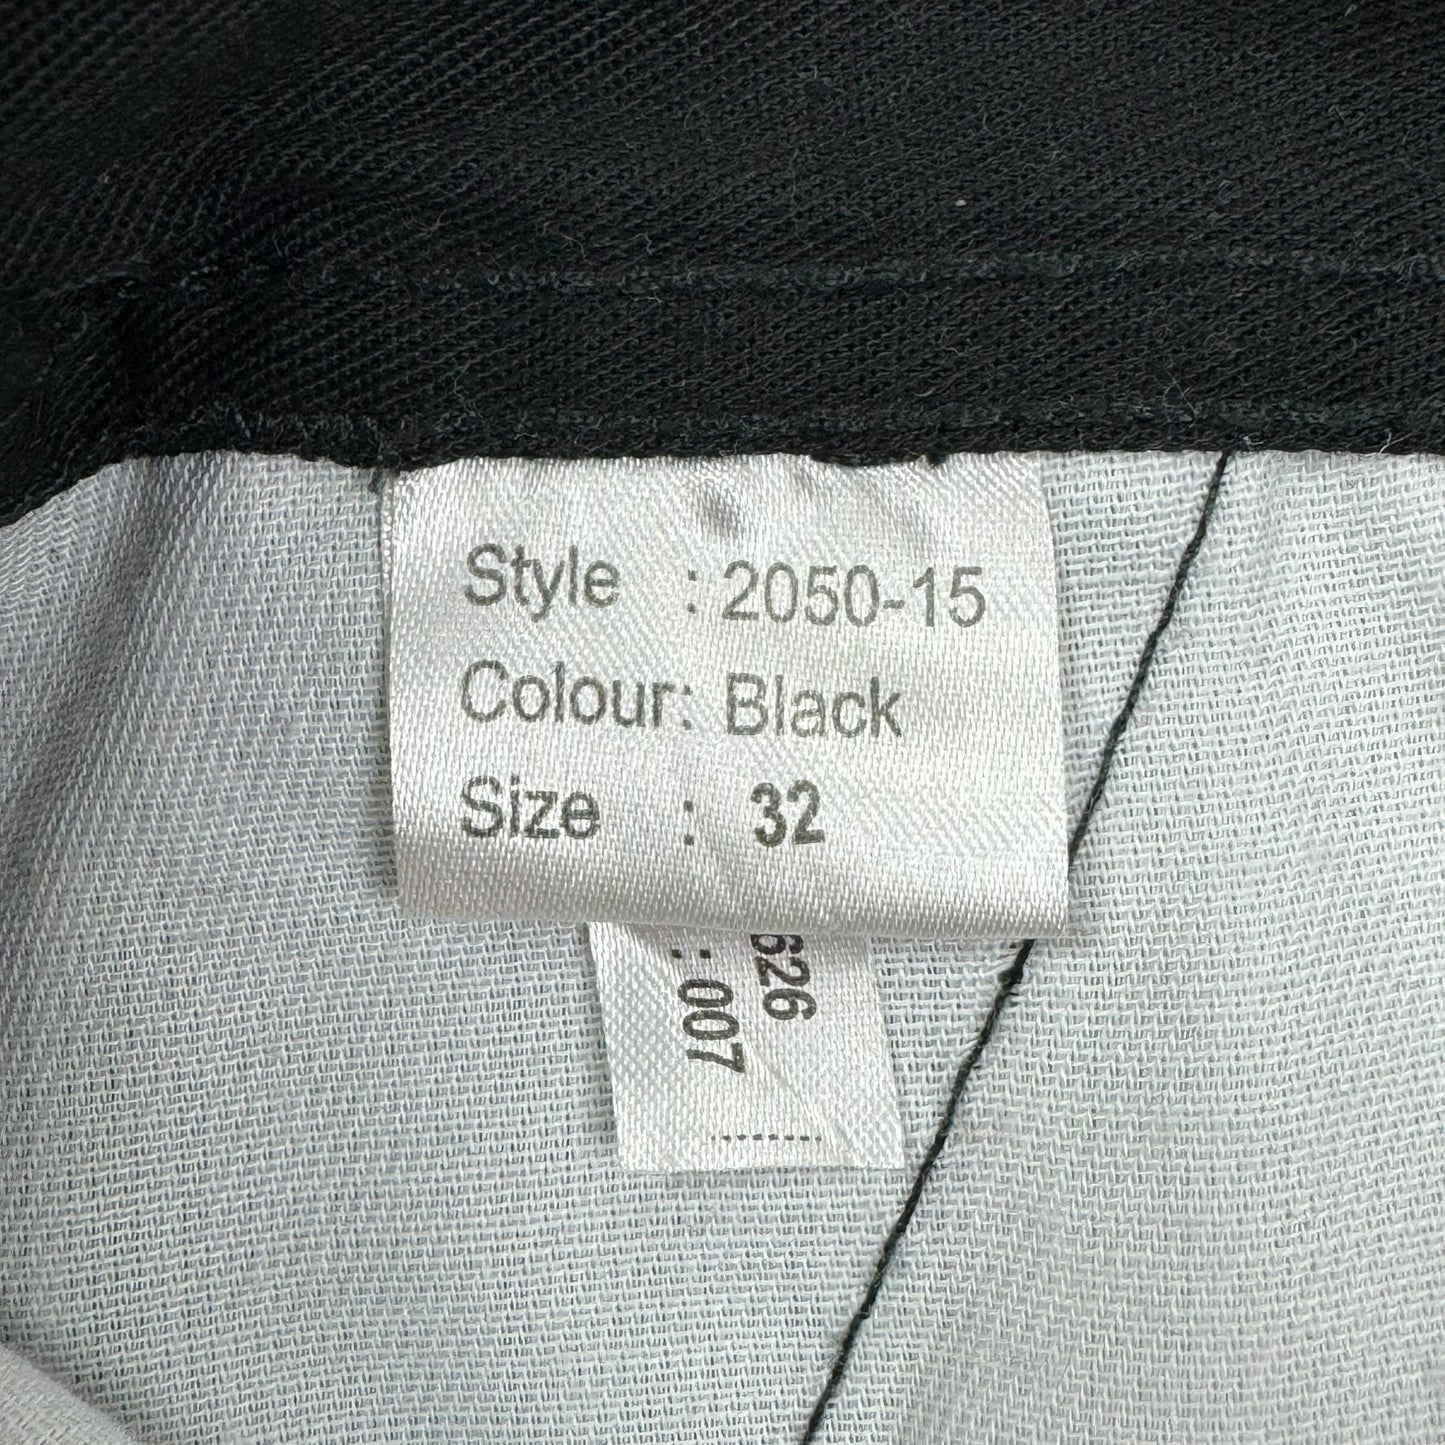 Style : 2050-15
Colour: Black
Size : 32
626
: 007